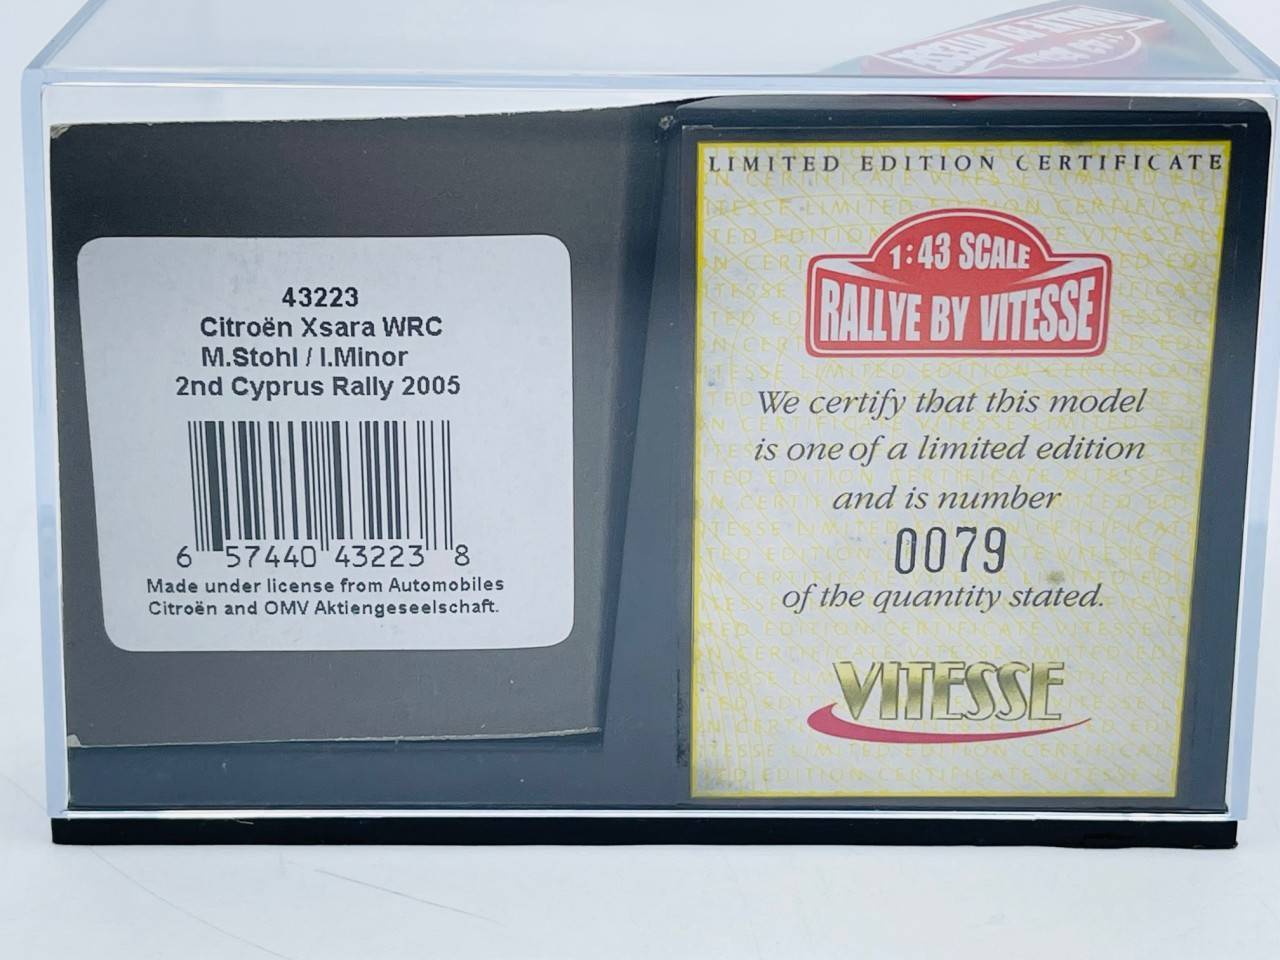 43223
Citroën Xsara WRC
M.Stohl / I.Minor
2nd Cyprus Rally 2005
6 57440 43223 8
Made under license from Automobiles
Citroën and OMV Aktiengeseelschaft.
LIMITED EDITION CERTIFICATE
1:43 SCALE
RALLYE BY VITESSE
We certify that this model
is one of a limited edition
and is number
0079
of the quantity stated.
VITESSE